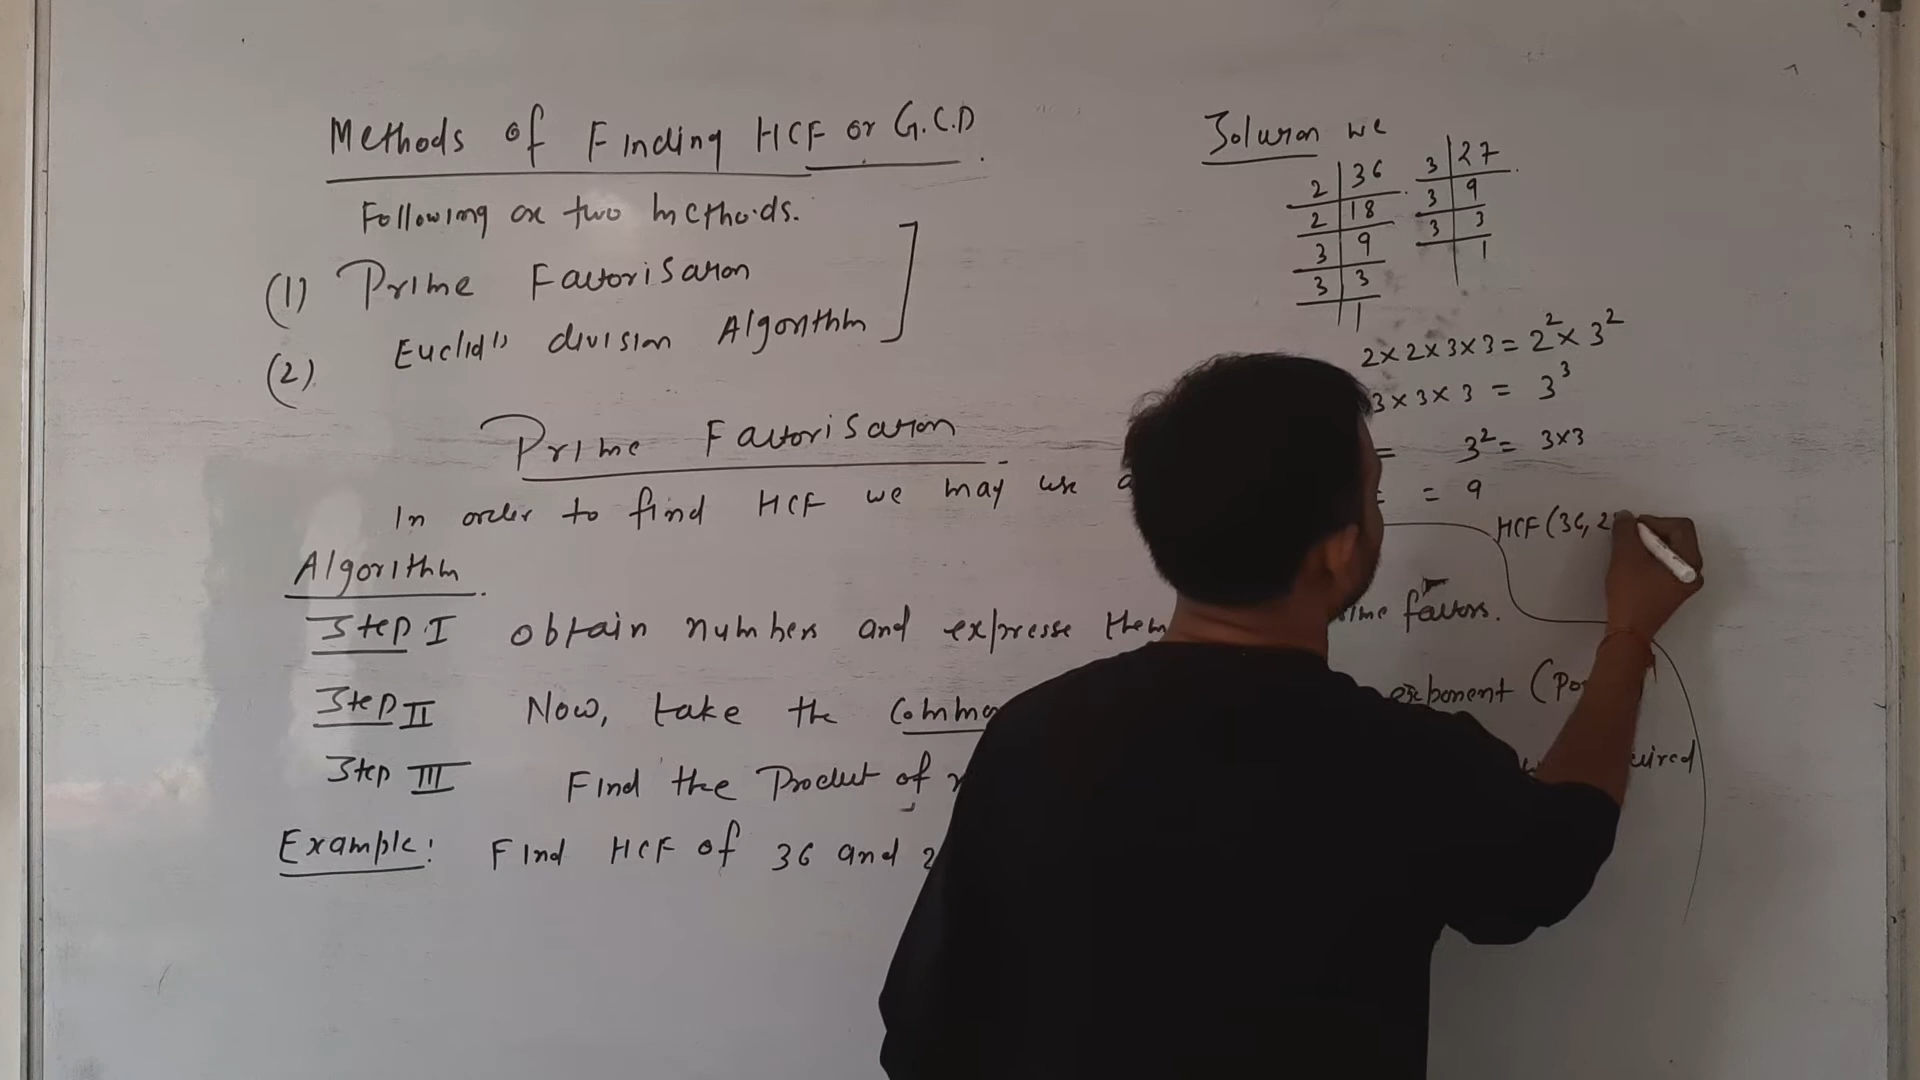 Methods of Finding HCF or G.C.D
Following are two methods.
(1) Prime Factorisation
(2) Euclid's division Algorithm
Prime Factorisation
In order to find HCF we may use
Algorithm
Step I obtain numbers and expresse them
factors.
Step II Now, take the
exponent
Step III Find the Product of
Example: Find HCF of 36 and
Solution we
2 | 36
2 | 18
3 | 9
3 | 3
1
3 | 27
3 | 9
3 | 3
1
2×2×3×3 = 2² × 3²
3×3×3 = 3³
= 3² = 3×3
= 9
HCF (36, 2